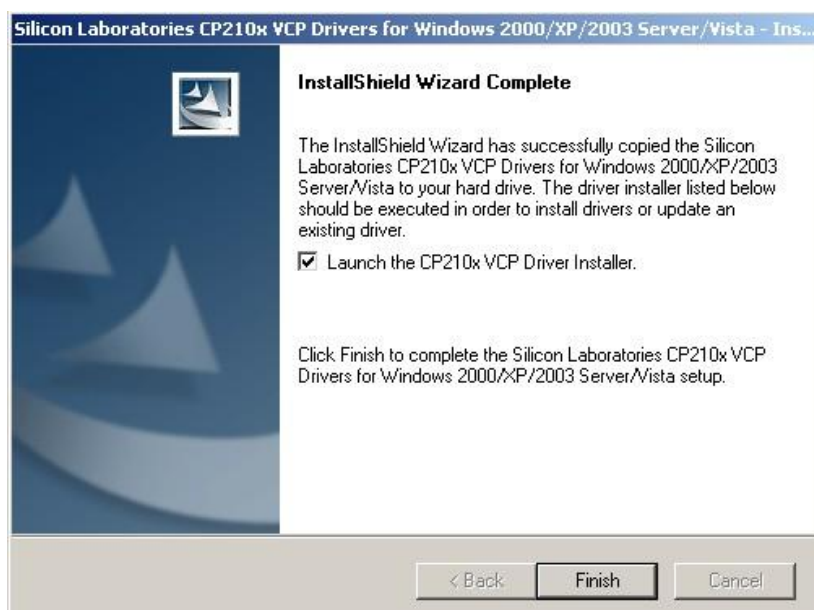 Silicon Laboratories CP210x VCP Drivers for Windows 2000/XP/2003 Server/Vista - Ins...
InstallShield Wizard Complete
The InstallShield Wizard has successfully copied the Silicon
Laboratories CP210x VCP Drivers for Windows 2000/XP/2003
Server/Vista to your hard drive. The driver installer listed below
should be executed in order to install drivers or update an
existing driver.
Launch the CP210x VCP Driver Installer.
Click Finish to complete the Silicon Laboratories CP210x VCP
Drivers for Windows 2000/XP/2003 Server/Vista setup.
< Back
Finish
Cancel